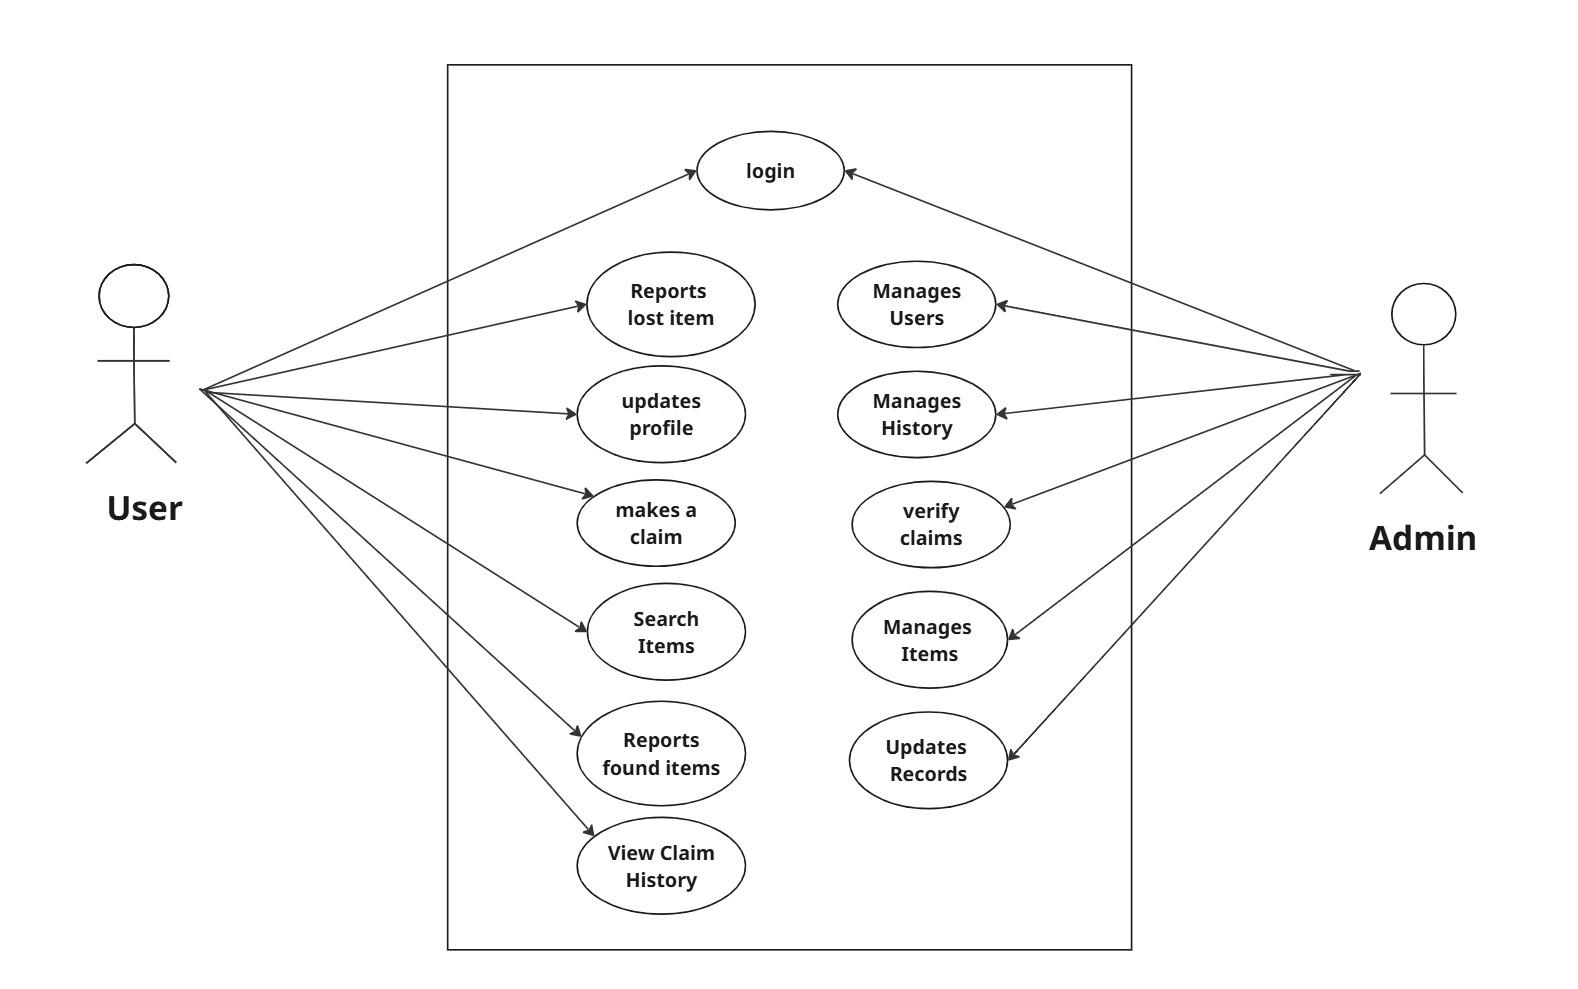 login
Reports
lost item
updates
profile
makes a
claim
Search
Items
Reports
found items
View Claim
History
Manages
Users
Manages
History
verify
claims
Manages
Items
Updates
Records
User
Admin